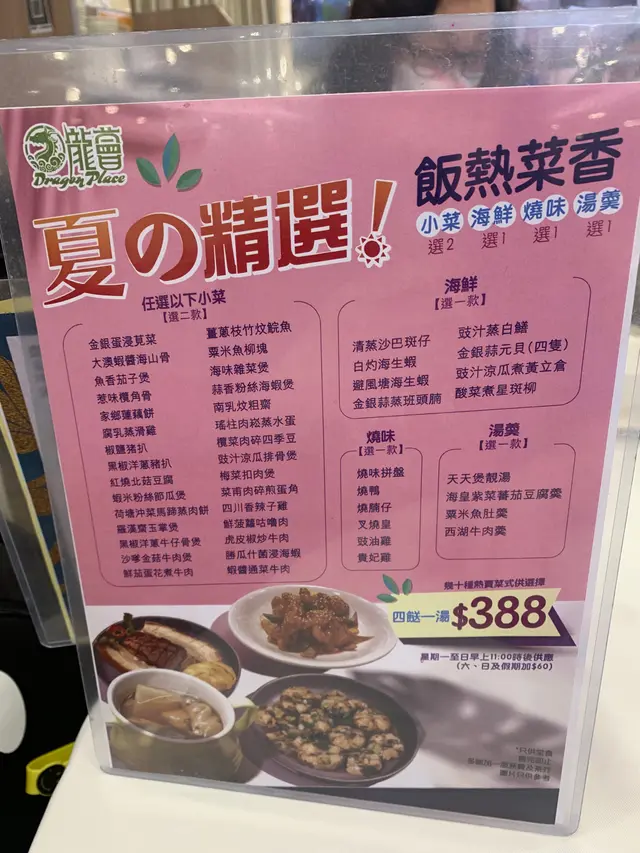 龍薈
Dragon Place
夏の精選!
飯熱菜香
小菜 海鮮 燒味 湯羹
選2 選1 選1 選1
任選以下小菜
【選二款】
金銀蛋浸莧菜
大澳蝦醬海山骨
魚香茄子煲
惹味欖角骨
家鄉蓮藕餅
腐乳蒸滑雞
椒鹽豬扒
黑椒洋蔥豬扒
紅燒北菇豆腐
蝦米粉絲節瓜煲
荷塘沖菜馬蹄蒸肉餅
羅漢齋玉掌煲
黑椒洋蔥牛仔骨煲
沙嗲金菇牛肉煲
鮮茄蛋花煮牛肉
薑蔥枝竹炆鯇魚
粟米魚柳塊
海味雜菜煲
蒜香粉絲海蝦煲
南乳炆粗齋
瑤柱肉崧蒸水蛋
欖菜肉碎四季豆
豉汁涼瓜排骨煲
梅菜扣肉煲
菜甫肉碎煎蛋角
四川香辣子雞
鮮菠蘿咕嚕肉
虎皮椒炒牛肉
勝瓜什菌浸海蝦
蝦醬通菜牛肉
海鮮
【選一款】
清蒸沙巴斑仔
白灼海生蝦
避風塘海生蝦
金銀蒜蒸斑頭腩
豉汁蒸白鱔
金銀蒜元貝(四隻)
豉汁涼瓜煮黃立倉
酸菜煮星斑柳
燒味
【選一款】
燒味拼盤
燒鴨
燒腩仔
叉燒皇
豉油雞
貴妃雞
湯羹
【選一款】
天天煲靚湯
海皇紫菜蕃茄豆腐羹
粟米魚肚羹
西湖牛肉羹
幾十種熱賣菜式供選擇
四餸一湯$388
星期一至日早上11:00時後供應
(六、日及假期加$60)
*只供堂食
圖片只供參考